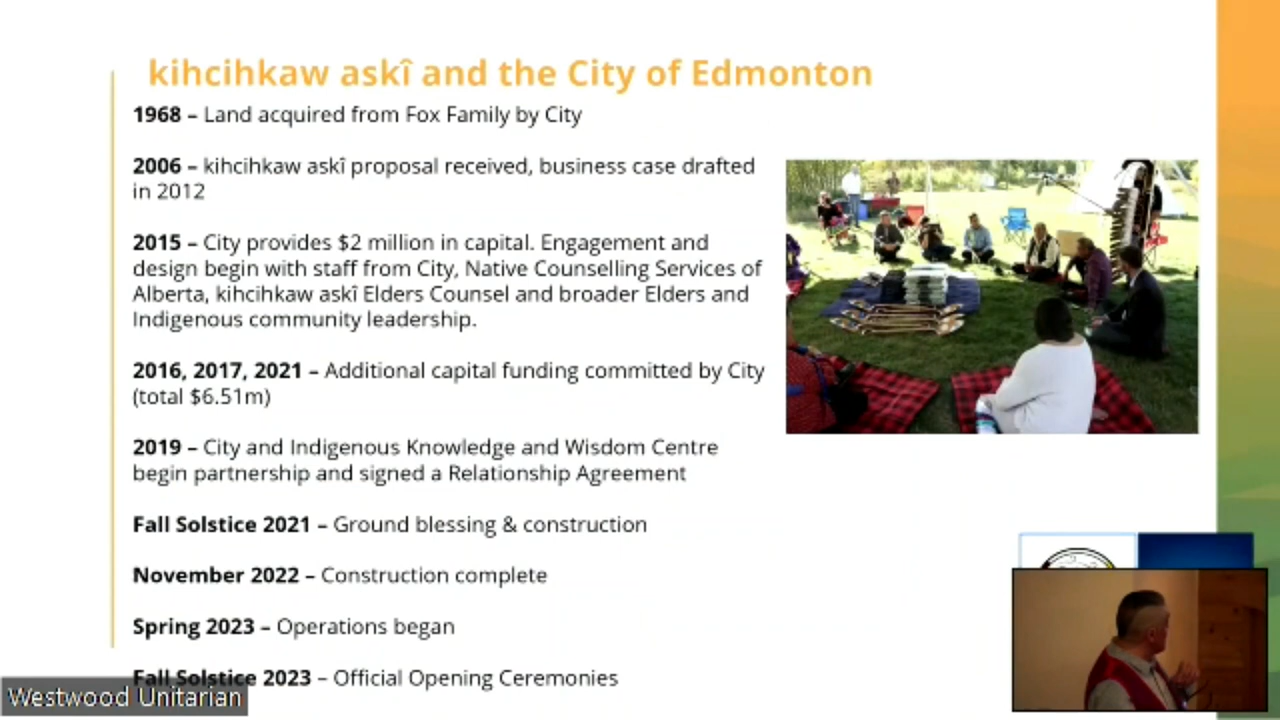 kihcihkaw askî and the City of Edmonton
1968 – Land acquired from Fox Family by City
2006 – kihcihkaw askî proposal received, business case drafted
in 2012
2015 – City provides $2 million in capital. Engagement and
design begin with staff from City, Native Counselling Services of
Alberta, kihcihkaw askî Elders Counsel and broader Elders and
Indigenous community leadership.
2016, 2017, 2021 – Additional capital funding committed by City
(total $6.51m)
2019 – City and Indigenous Knowledge and Wisdom Centre
begin partnership and signed a Relationship Agreement
Fall Solstice 2021 – Ground blessing & construction
November 2022 – Construction complete
Spring 2023 – Operations began
Fall Solstice 2023 – Official Opening Ceremonies
Westwood Unitarian